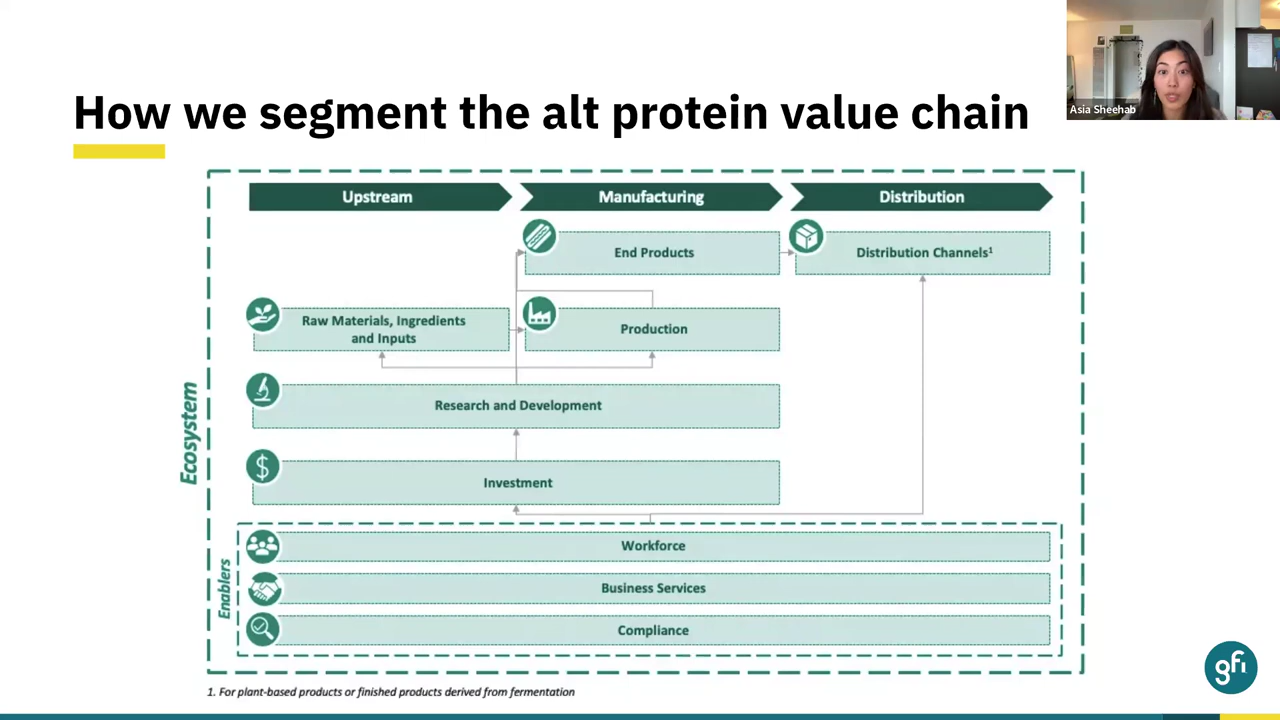 Asia Sheehab
How we segment the alt protein value chain
Upstream
Manufacturing
Distribution
End Products
Distribution Channels¹
Raw Materials, Ingredients
and Inputs
Production
Research and Development
Investment
Ecosystem
Enablers
Workforce
Business Services
Compliance
1. For plant-based products or finished products derived from fermentation
gfi